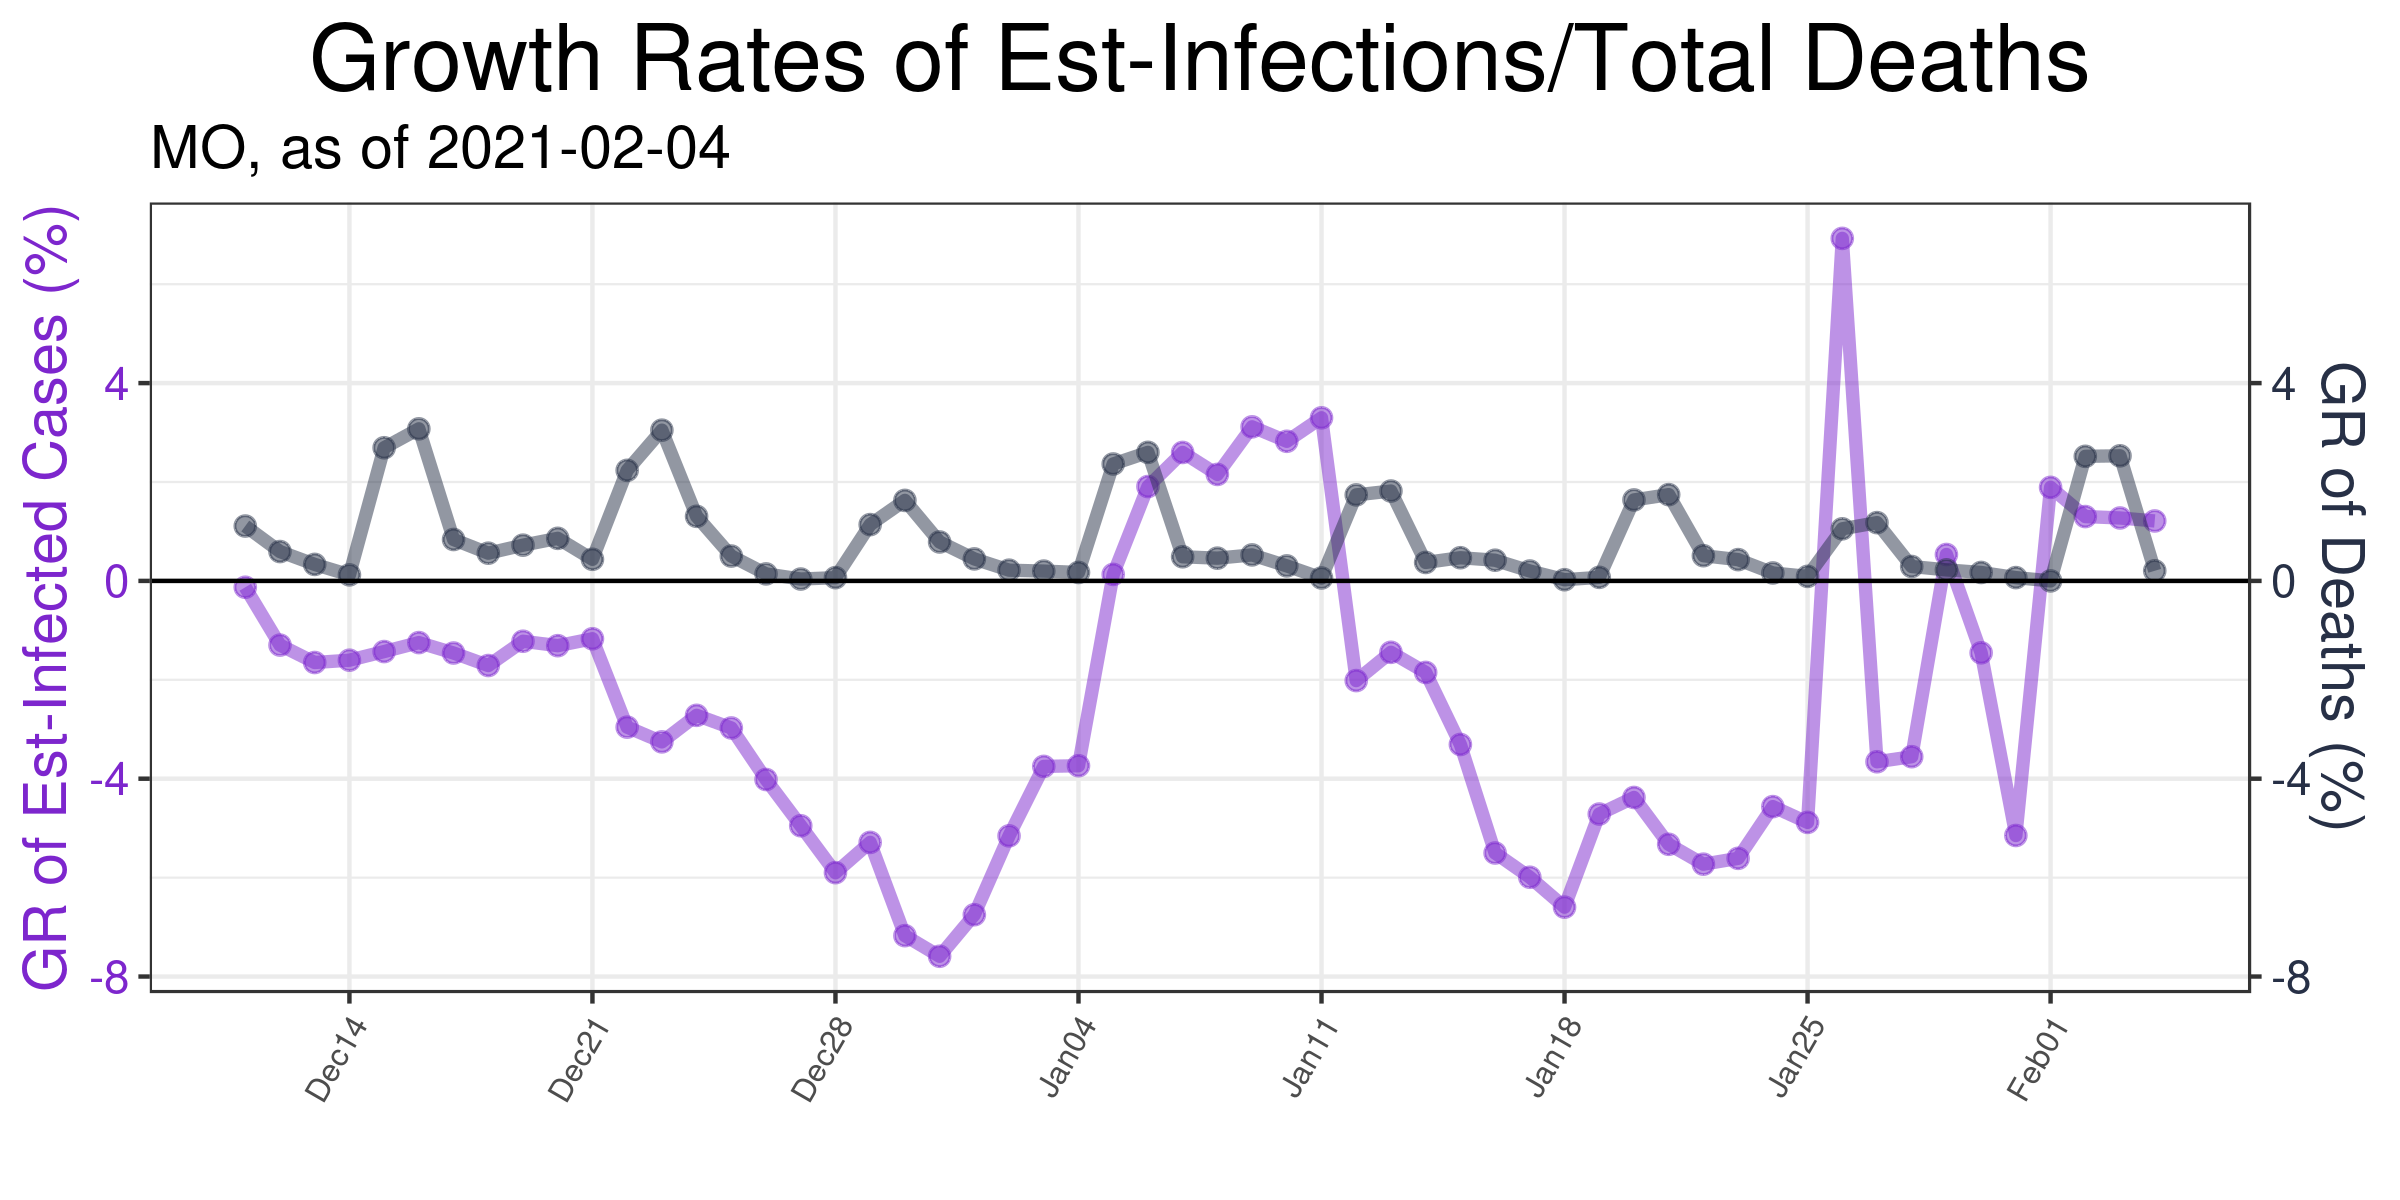 Growth Rates of Est-Infections/Total Deaths
MO, as of 2021-02-04
GR of Est-Infected Cases (%)
4
0
-4
-8
4
0
-4
-8
GR of Deaths (%)
Dec14
Dec21
Dec28
Jan04
Jan11
Jan18
Jan25
Feb01